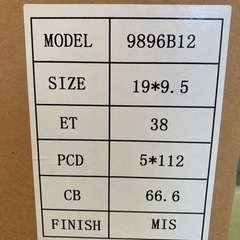 MODEL 9896B12
SIZE 19*9.5
ET 38
PCD 5*112
CB 66.6
FINISH MIS